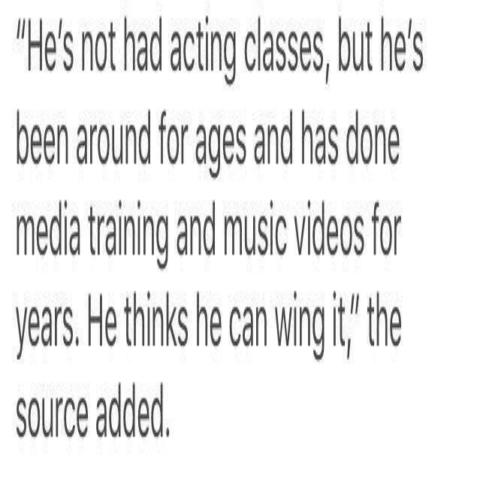 "He's not had acting classes, but he's
been around for ages and has done
media training and music videos for
years. He thinks he can wing it," the
source added.